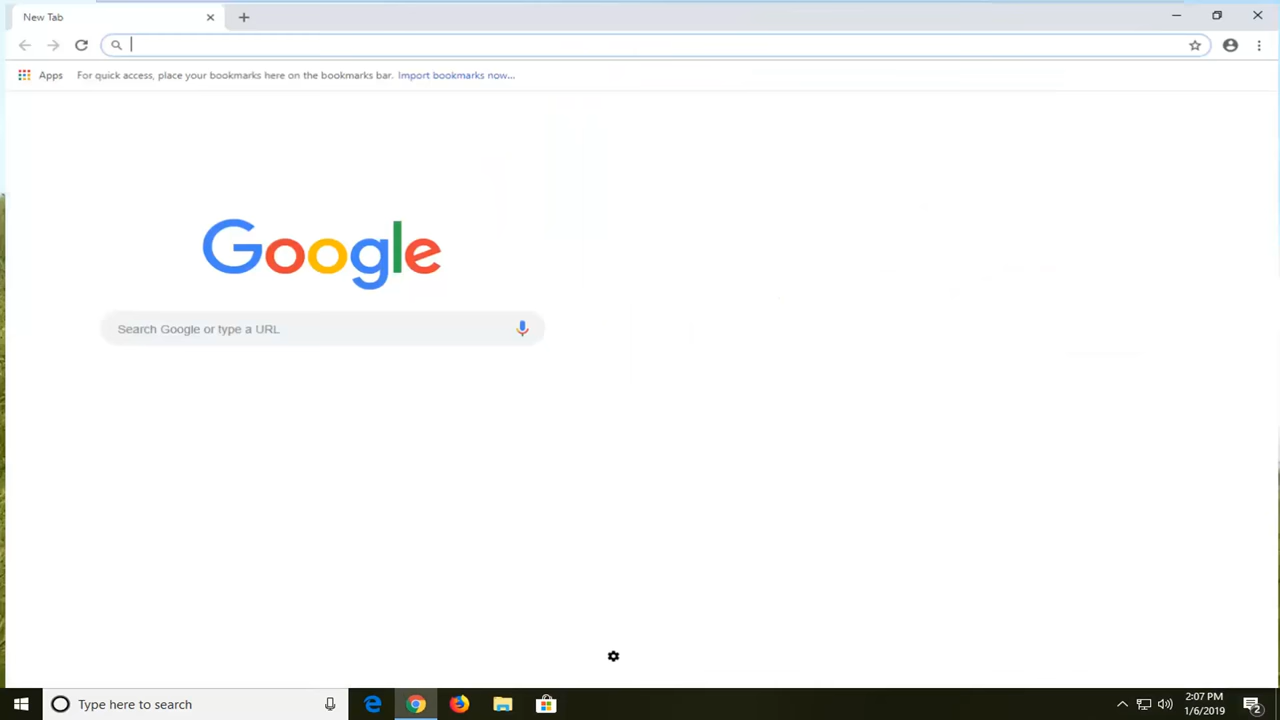 New Tab
Apps For quick access, place your bookmarks here on the bookmarks bar. Import bookmarks now...
Google
Search Google or type a URL
Type here to search
2:07 PM
1/6/2019
2